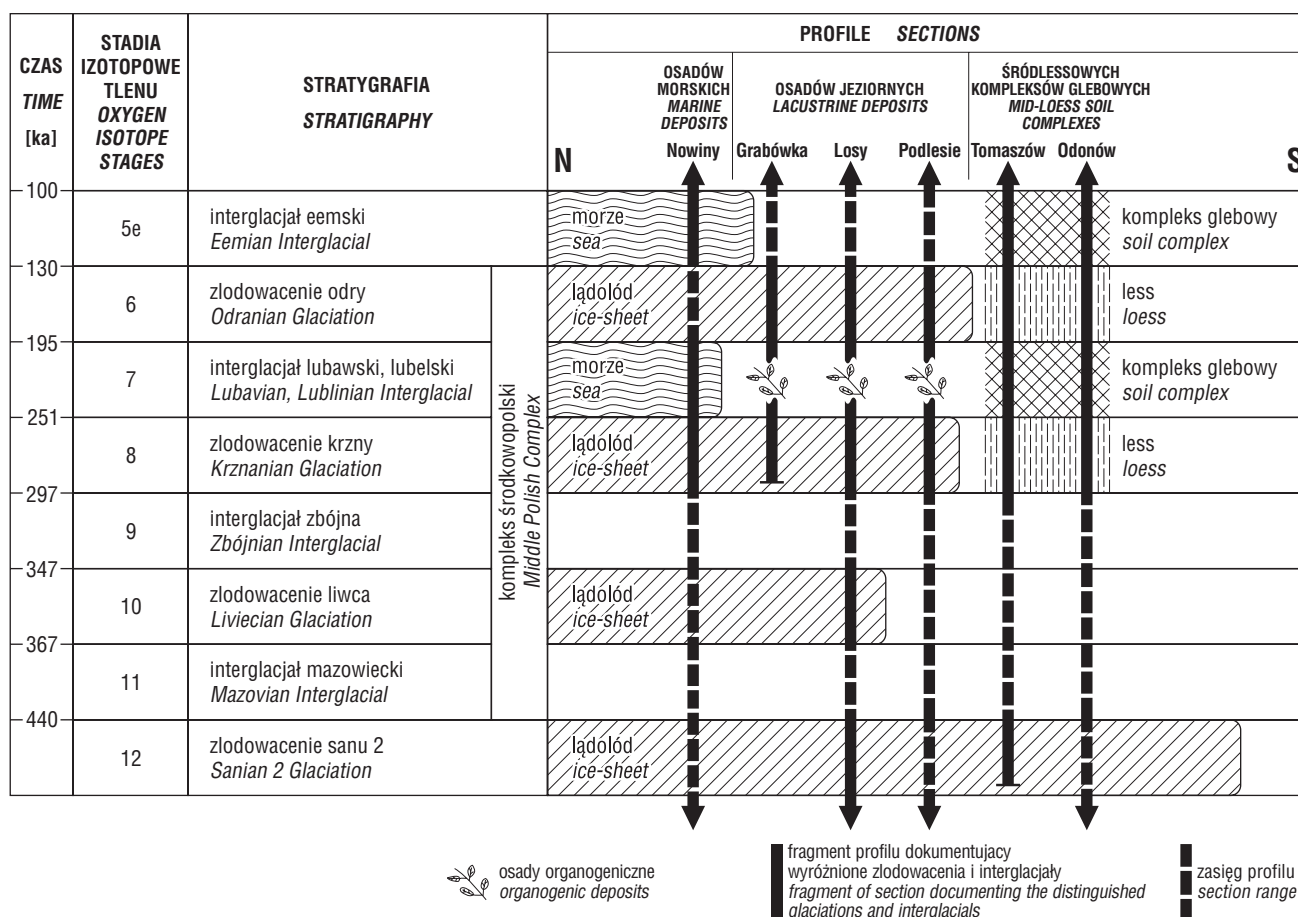 PROFILE SECTIONS
CZAS
TIME
[ka]
STADIA
IZOTOPOWE
TLENU
OXYGEN
ISOTOPE
STAGES
STRATYGRAFIA
STRATIGRAPHY
OSADÓW
MORSKICH
MARINE
DEPOSITS
OSADÓW JEZIORNYCH
LACUSTRINE DEPOSITS
ŚRÓDLESSOWYCH
KOMPLEKSÓW GLEBOWYCH
MID-LOESS SOIL
COMPLEXES
N
Nowiny
Grabówka
Losy
Podlesie
Tomaszów
Odonów
S
100
5e
interglacjał eemski
Eemian Interglacial
morze
sea
kompleks glebowy
soil complex
130
6
zlodowacenie odry
Odranian Glaciation
lądolód
ice-sheet
less
loess
195
7
interglacjał lubawski, lubelski
Lubavian, Lublinian Interglacial
morze
sea
kompleks glebowy
soil complex
251
8
zlodowacenie krzny
Krznanian Glaciation
lądolód
ice-sheet
less
loess
297
9
interglacjał zbójna
Zbójnian Interglacial
347
10
zlodowacenie liwca
Liviecian Glaciation
lądolód
ice-sheet
367
11
interglacjał mazowiecki
Mazovian Interglacial
440
12
zlodowacenie sanu 2
Sanian 2 Glaciation
lądolód
ice-sheet
kompleks środkowopolski
Middle Polish Complex
osady organogeniczne
organogenic deposits
fragment profilu dokumentujacy
wyróżnione zlodowacenia i interglacjały
fragment of section documenting the distinguished
glaciations and interglacials
zasięg profilu
section range